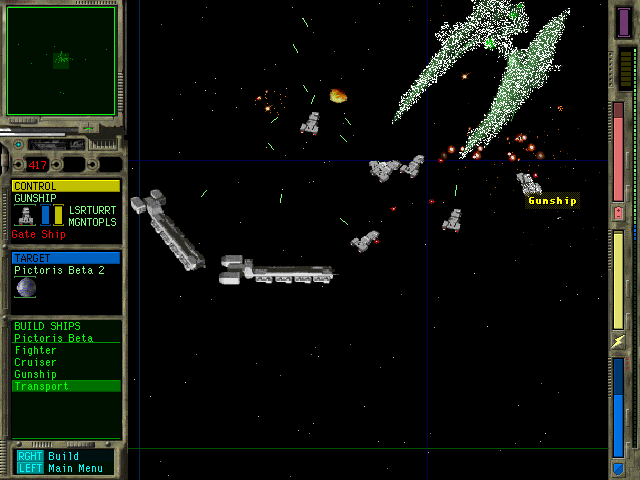 417
CONTROL
GUNSHIP
LSRTURRT
MGNTOPLS
Gaia Ship
TARGET
Pictoris Beta 2
BUILD SHIPS
Pictoris Beta
Fighter
Cruiser
Gunship
Transport
RGHT Build
LEFT Main Menu
Gunship